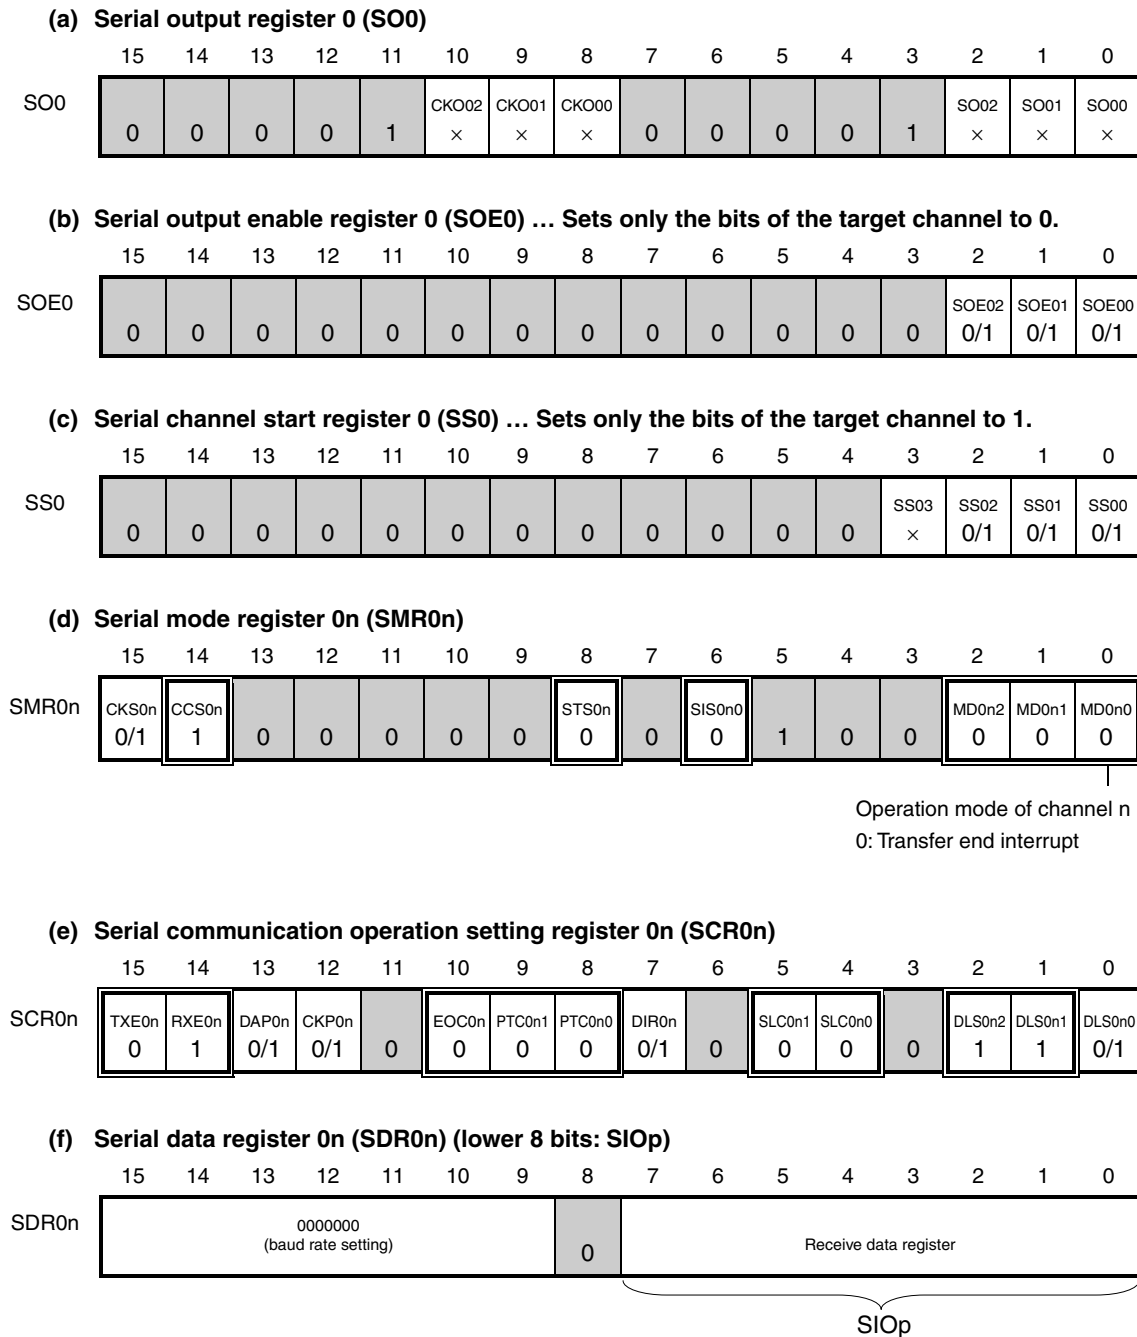 (a) Serial output register 0 (SO0)
15 14 13 12 11 10 9 8 7 6 5 4 3 2 1 0
SO0
CKO02 CKO01 CKO00 SO02 SO01 SO00
0 0 0 0 1 × × × 0 0 0 0 1 × × ×
(b) Serial output enable register 0 (SOE0) … Sets only the bits of the target channel to 0.
15 14 13 12 11 10 9 8 7 6 5 4 3 2 1 0
SOE0
SOE02 SOE01 SOE00
0 0 0 0 0 0 0 0 0 0 0 0 0 0/1 0/1 0/1
(c) Serial channel start register 0 (SS0) … Sets only the bits of the target channel to 1.
15 14 13 12 11 10 9 8 7 6 5 4 3 2 1 0
SS0
SS03 SS02 SS01 SS00
0 0 0 0 0 0 0 0 0 0 0 0 × 0/1 0/1 0/1
(d) Serial mode register 0n (SMR0n)
15 14 13 12 11 10 9 8 7 6 5 4 3 2 1 0
SMR0n
CKS0n CCS0n STS0n SIS0n0 MD0n2 MD0n1 MD0n0
0/1 1 0 0 0 0 0 0 0 0 1 0 0 0 0 0
Operation mode of channel n
0: Transfer end interrupt
(e) Serial communication operation setting register 0n (SCR0n)
15 14 13 12 11 10 9 8 7 6 5 4 3 2 1 0
SCR0n
TXE0n RXE0n DAP0n CKP0n EOC0n PTC0n1 PTC0n0 DIR0n SLC0n1 SLC0n0 DLS0n2 DLS0n1 DLS0n0
0 1 0/1 0/1 0 0 0 0 0/1 0 0 0 0 1 1 0/1
(f) Serial data register 0n (SDR0n) (lower 8 bits: SIOp)
15 14 13 12 11 10 9 8 7 6 5 4 3 2 1 0
SDR0n
0000000
(baud rate setting)
0
Receive data register
SIOp